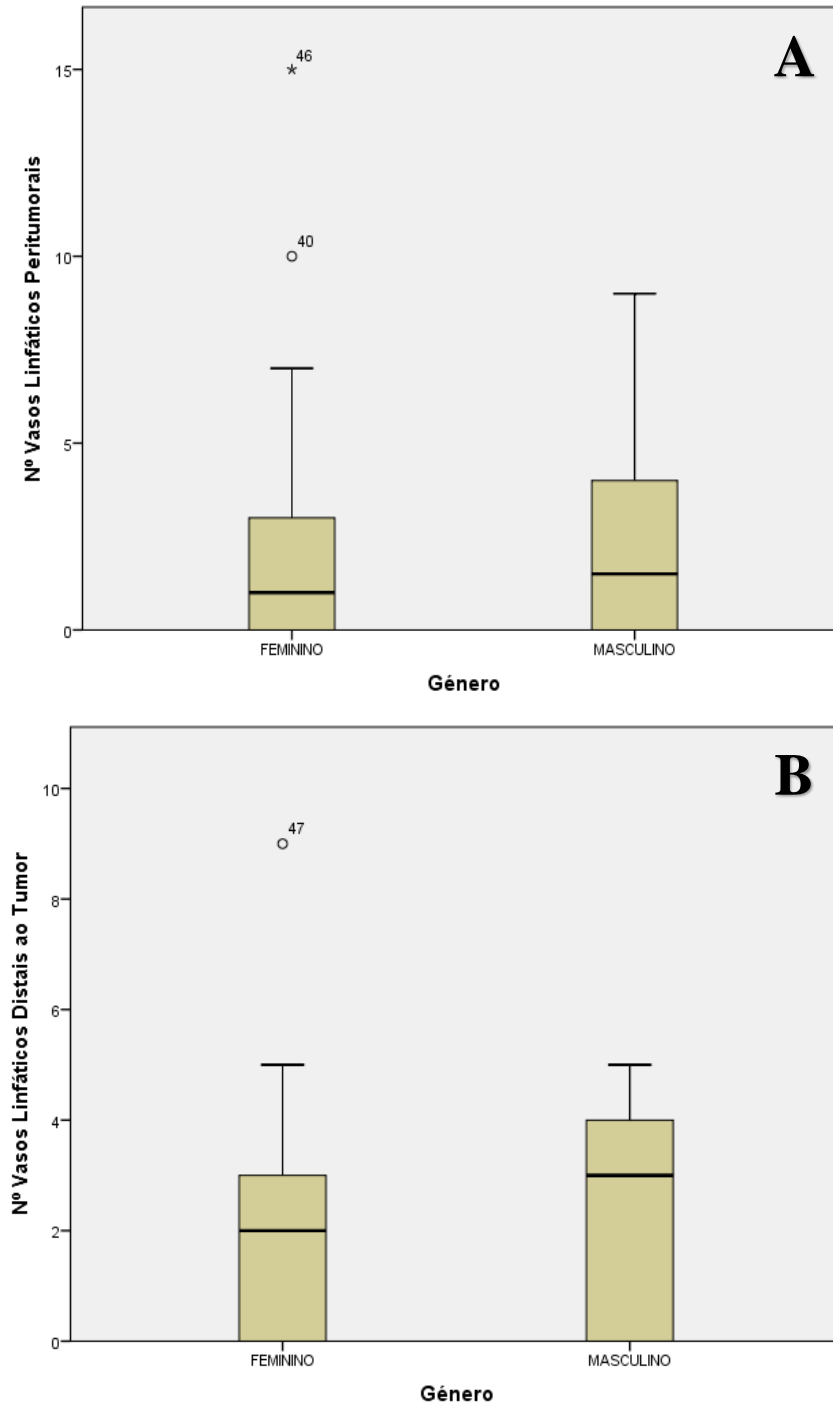 A
46
15
40
10
5
0
Nº Vasos Linfáticos Peritumorais
FEMININO
MASCULINO
Género
B
10
47
8
6
4
2
0
Nº Vasos Linfáticos Distais ao Tumor
FEMININO
MASCULINO
Género